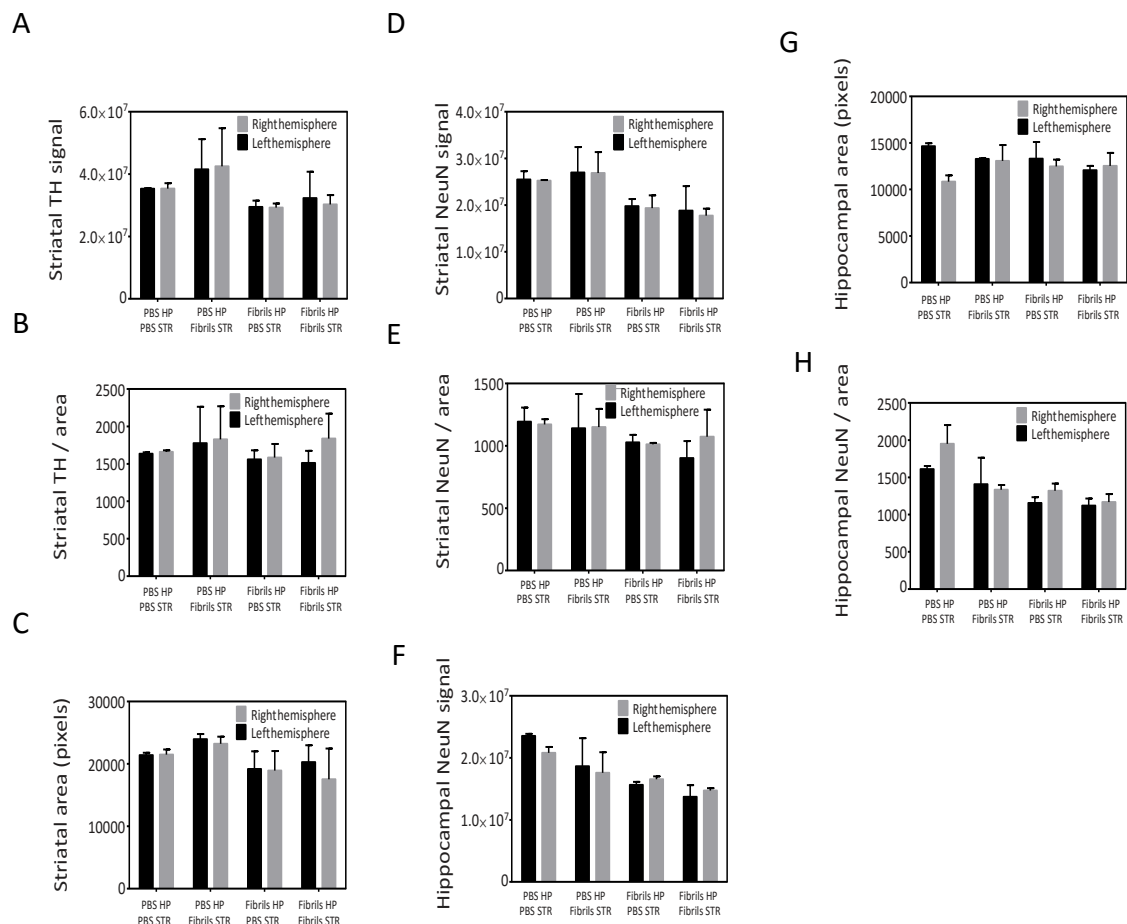 A
Striatal TH signal
6.0×10⁷
4.0×10⁷
2.0×10⁷
0
Righthemisphere
Lefthemisphere
PBS HP PBS HP Fibrils HP Fibrils HP
PBS STR Fibrils STR PBS STR Fibrils STR
B
Striatal TH / area
2500
2000
1500
1000
500
0
Righthemisphere
Lefthemisphere
PBS HP PBS HP Fibrils HP Fibrils HP
PBS STR Fibrils STR PBS STR Fibrils STR
C
Striatal area (pixels)
30000
20000
10000
0
Righthemisphere
Lefthemisphere
PBS HP PBS HP Fibrils HP Fibrils HP
PBS STR Fibrils STR PBS STR Fibrils STR
D
Striatal NeuN signal
4.0×10⁷
3.0×10⁷
2.0×10⁷
1.0×10⁷
0
Righthemisphere
Lefthemisphere
PBS HP PBS HP Fibrils HP Fibrils HP
PBS STR Fibrils STR PBS STR Fibrils STR
E
Striatal NeuN / area
1500
1000
500
0
Righthemisphere
Lefthemisphere
PBS HP PBS HP Fibrils HP Fibrils HP
PBS STR Fibrils STR PBS STR Fibrils STR
F
Hippocampal NeuN signal
3.0×10⁷
2.0×10⁷
1.0×10⁷
0
Righthemisphere
Lefthemisphere
PBS HP PBS HP Fibrils HP Fibrils HP
PBS STR Fibrils STR PBS STR Fibrils STR
G
Hippocampal area (pixels)
20000
15000
10000
5000
0
Righthemisphere
Lefthemisphere
PBS HP PBS HP Fibrils HP Fibrils HP
PBS STR Fibrils STR PBS STR Fibrils STR
H
Hippocampal NeuN / area
2500
2000
1500
1000
500
0
Righthemisphere
Lefthemisphere
PBS HP PBS HP Fibrils HP Fibrils HP
PBS STR Fibrils STR PBS STR Fibrils STR